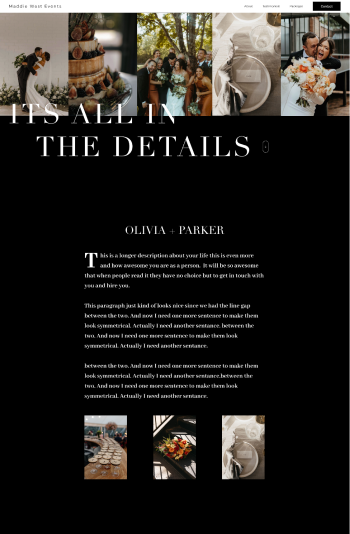 Maddie West Events
About
Testimonials
Packages
Contact
ITS ALL IN
THE DETAILS
OLIVIA + PARKER
This is a longer description about your life this is even more
and how awesome you are as a person. It will be so awesome
that when people read it they have no choice but to get in touch with
you and hire you.
This paragraph just kind of looks nice since we had the line gap
between the two. And now I need one more sentence to make them
look symmetrical. Actually I need another sentance. between the
two. And now I need one more sentence to make them look
symmetrical. Actually I need another sentance.
between the two. And now I need one more sentence to make them
look symmetrical. Actually I need another sentance.between the
two. And now I need one more sentence to make them look
symmetrical. Actually I need another sentance.